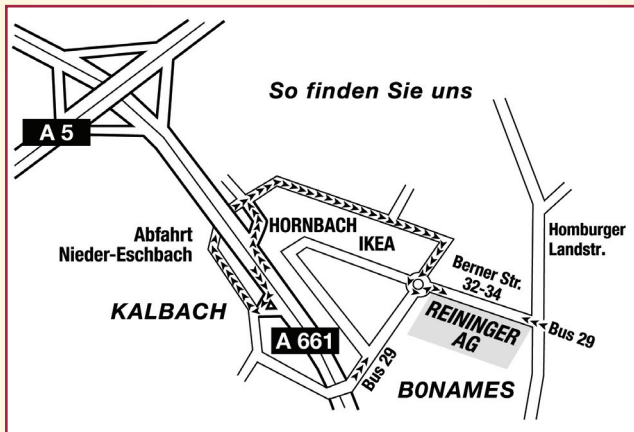 So finden Sie uns
A 5
HORNBACH
IKEA
Abfahrt
Nieder-Eschbach
Homburger
Landstr.
Berner Str.
32-34
KALBACH
REININGER
AG
Bus 29
A 661
Bus 29
BONAMES